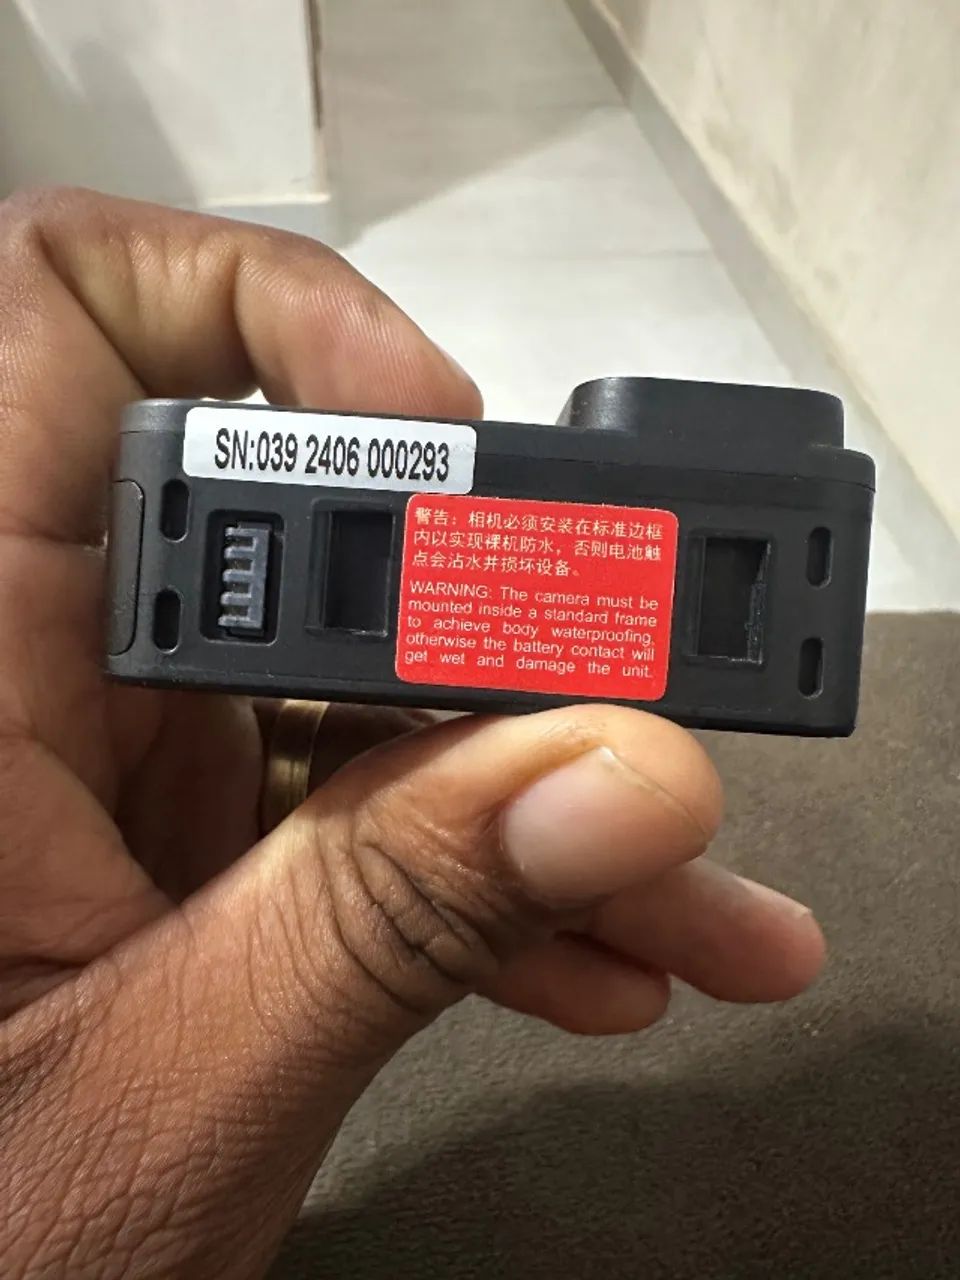 SN:039 2406 000293
警告：相机必须安装在标准边框
内以实现裸机防水，否则电池触
点会沾水并损坏设备。
WARNING: The camera must be
mounted inside a standard frame
to achieve body waterproofing,
otherwise the battery contact will
get wet and damage the unit.